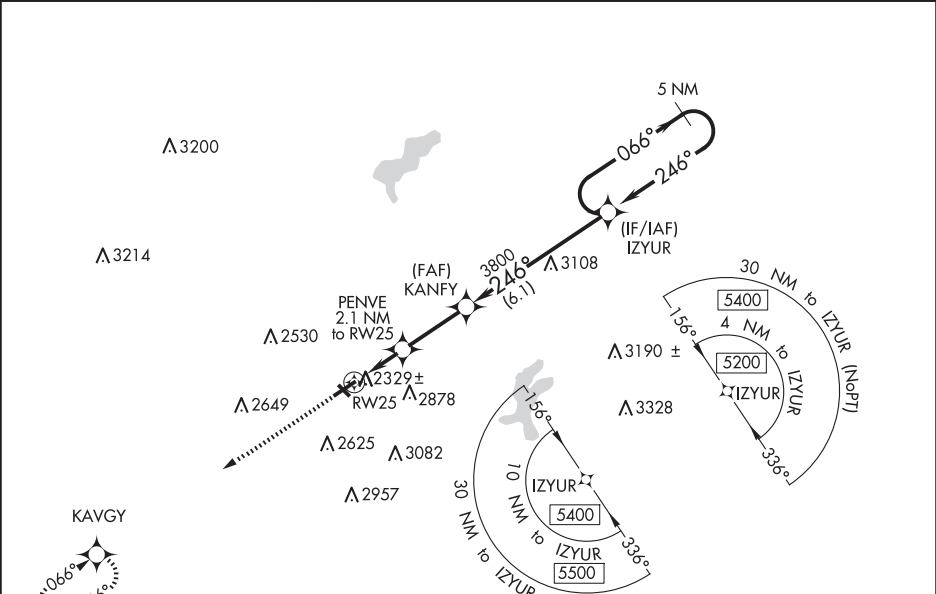 5 NM
066°
246°
3200
(IF/IAF)
IZYUR
3214
3108
(FAF)
KANFY
3800
246°
(6.1)
PENVE
2.1 NM
to RW25
2530
2329 ±
RW25
2878
2649
2625
3082
2957
3190 ±
3328
30 NM to IZYUR (NoPT)
5400
4 NM to IZYUR
5200
156°
IZYUR
336°
156°
IZYUR
5400
10 NM to IZYUR
5500
30 NM to IZYUR
336°
KAVGY
066°